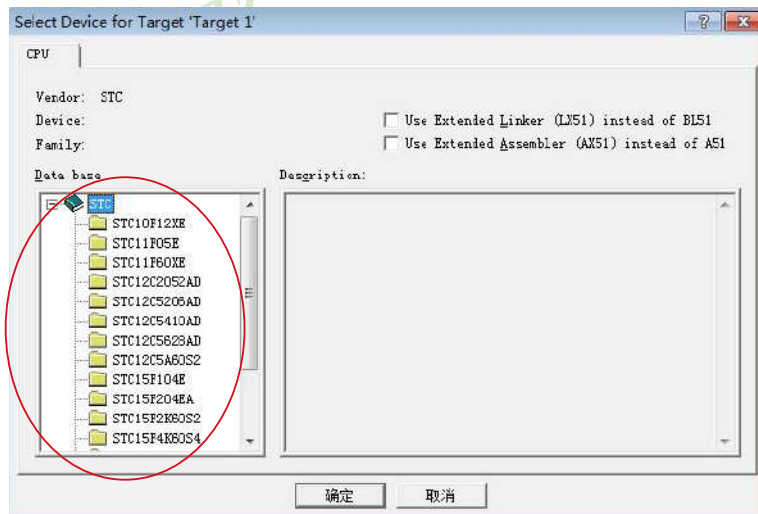 Select Device for Target 'Target 1'
CPU
Vendor: STC
Device:
Use Extended Linker (LX51) instead of BL51
Family:
Use Extended Assembler (AX51) instead of A51
Data base
Description:
STC
STC10F12XE
STC11F05E
STC11F60XE
STC12C2052AD
STC12C5206AD
STC12C5410AD
STC12C5628AD
STC12C5A60S2
STC15F104E
STC15F204EA
STC15F2K60S2
STC15F4K60S4
确定
取消